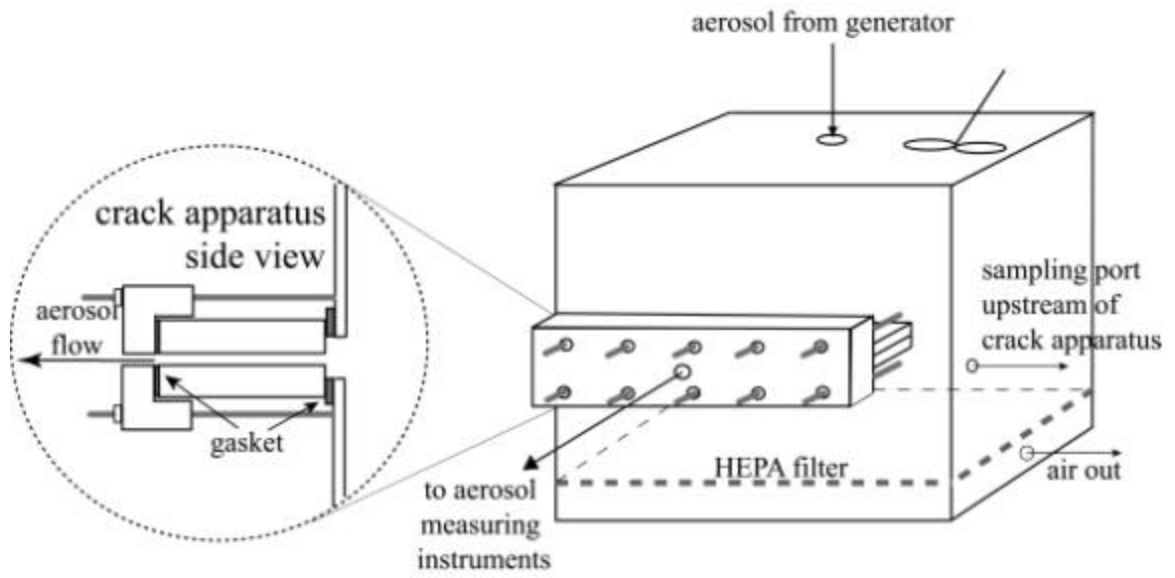 aerosol from generator
crack apparatus
side view
aerosol
flow
gasket
sampling port
upstream of
crack apparatus
HEPA filter
air out
to aerosol
measuring
instruments